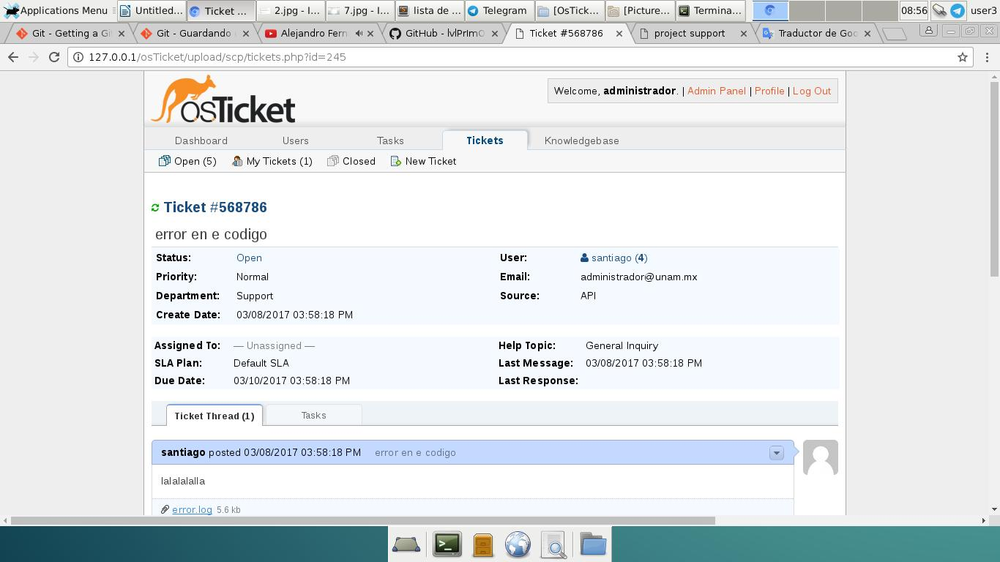 Applications Menu Untitled... Ticket ... 2.jpg - I... 7.jpg - I... lista de ... Telegram [OsTick... [Picture... Termina... 08:56 user3
Git - Getting a Gi Git - Guardando Alejandro Fern GitHub - lvlPrImO Ticket #568786 project support Traductor de Goo
127.0.0.1/osTicket/upload/scp/tickets.php?id=245
osTicket
Welcome, administrador. | Admin Panel | Profile | Log Out
Dashboard Users Tasks Tickets Knowledgebase
Open (5) My Tickets (1) Closed New Ticket
Ticket #568786
error en e codigo
Status: Open User: santiago (4)
Priority: Normal Email: administrador@unam.mx
Department: Support Source: API
Create Date: 03/08/2017 03:58:18 PM
Assigned To: — Unassigned — Help Topic: General Inquiry
SLA Plan: Default SLA Last Message: 03/08/2017 03:58:18 PM
Due Date: 03/10/2017 03:58:18 PM Last Response:
Ticket Thread (1) Tasks
santiago posted 03/08/2017 03:58:18 PM error en e codigo
lalalalalla
error.log 5.6 kb